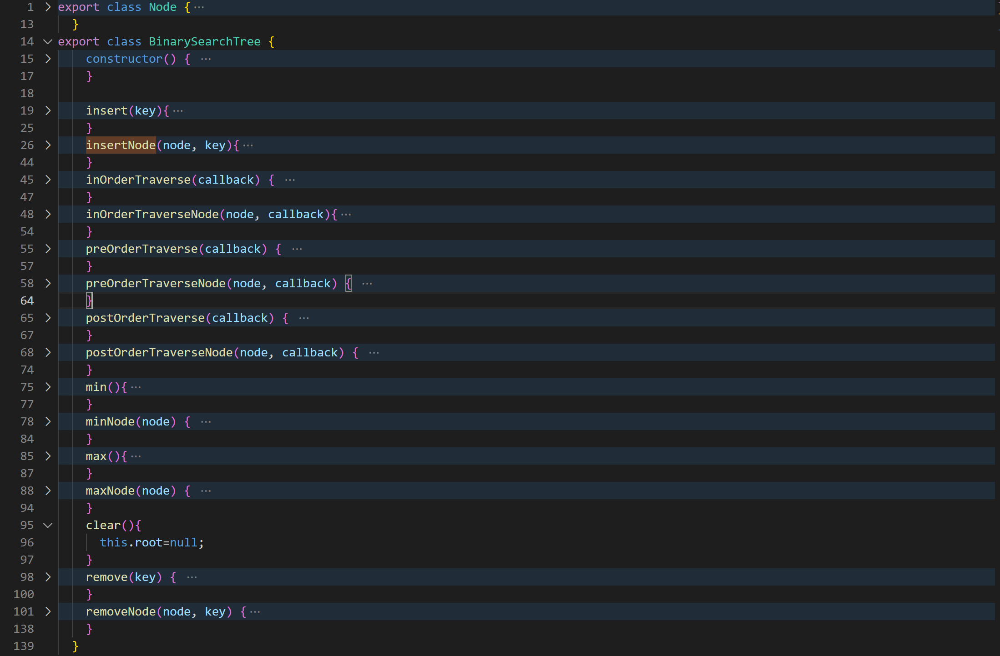 1 export class Node { ···
13 }
14 export class BinarySearchTree {
15 constructor() { ···
17 }
18
19 insert(key){ ···
25 }
26 insertNode(node, key){ ···
44 }
45 inOrderTraverse(callback) { ···
47 }
48 inOrderTraverseNode(node, callback){ ···
54 }
55 preOrderTraverse(callback) { ···
57 }
58 preOrderTraverseNode(node, callback) { ···
64 }
65 postOrderTraverse(callback) { ···
67 }
68 postOrderTraverseNode(node, callback) { ···
74 }
75 min(){ ···
77 }
78 minNode(node) { ···
84 }
85 max(){ ···
87 }
88 maxNode(node) { ···
94 }
95 clear(){
96 this.root=null;
97 }
98 remove(key) { ···
100 }
101 removeNode(node, key) { ···
138 }
139 }